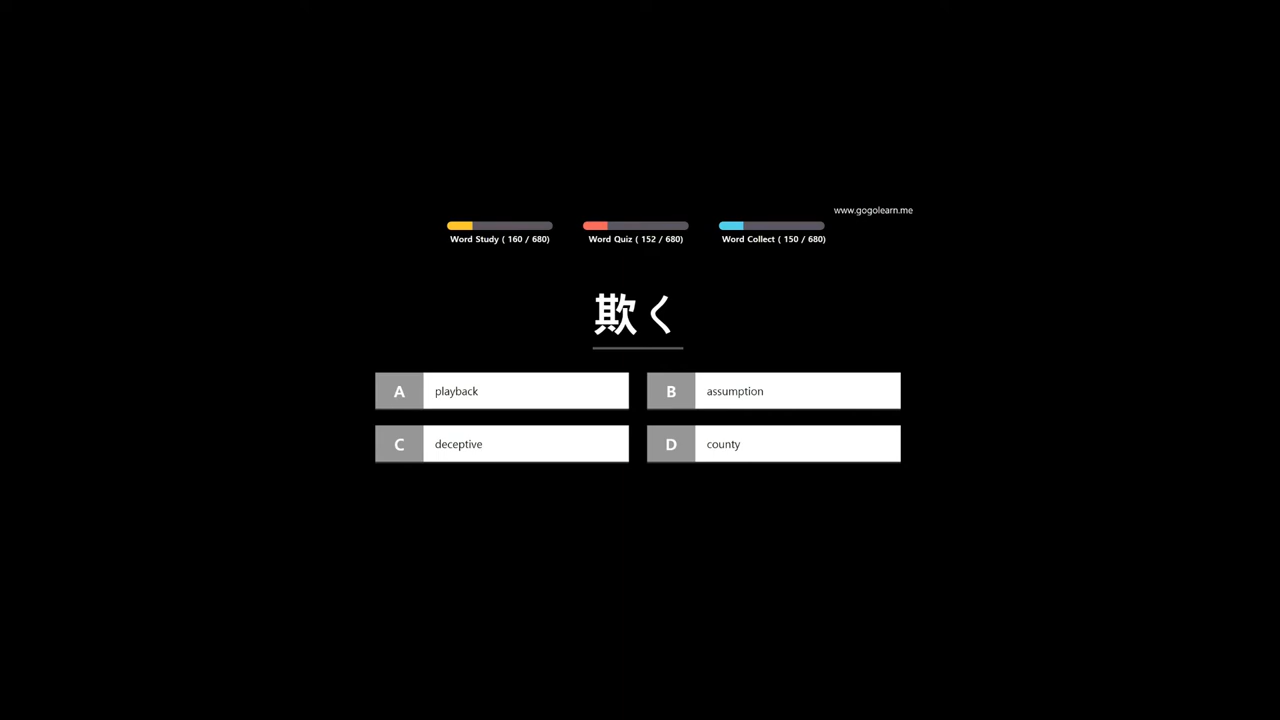 www.gogolearn.me
Word Study ( 160 / 680)
Word Quiz ( 152 / 680)
Word Collect ( 150 / 680)
欺く
A playback
B assumption
C deceptive
D county